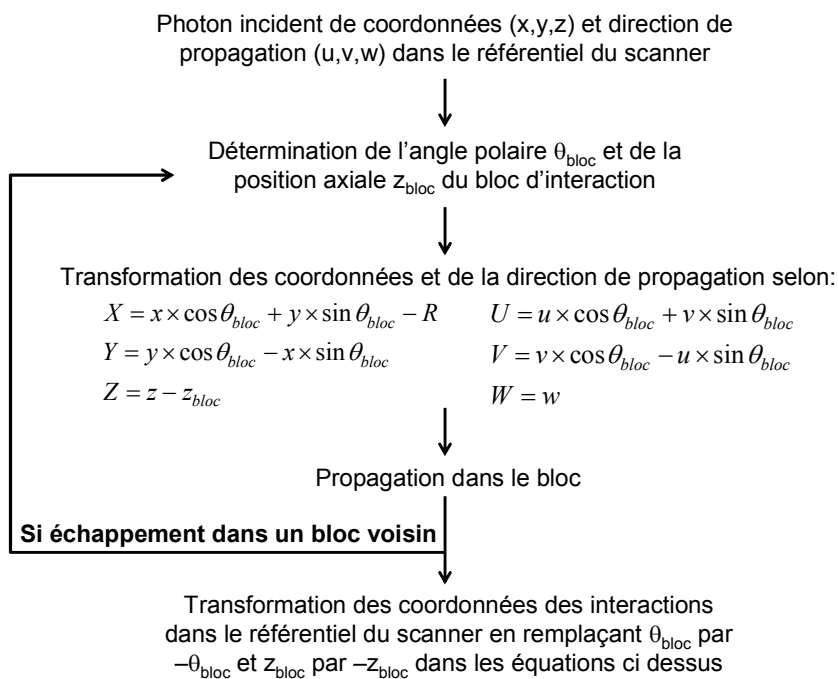 Photon incident de coordonnées (x,y,z) et direction de
propagation (u,v,w) dans le référentiel du scanner
Détermination de l'angle polaire θbloc et de la
position axiale zbloc du bloc d'interaction
Transformation des coordonnées et de la direction de propagation selon:
X = x × cos θbloc + y × sin θbloc − R
Y = y × cos θbloc − x × sin θbloc
Z = z − zbloc
U = u × cos θbloc + v × sin θbloc
V = v × cos θbloc − u × sin θbloc
W = w
Propagation dans le bloc
Si échappement dans un bloc voisin
Transformation des coordonnées des interactions
dans le référentiel du scanner en remplaçant θbloc par
–θbloc et zbloc par –zbloc dans les équations ci dessus